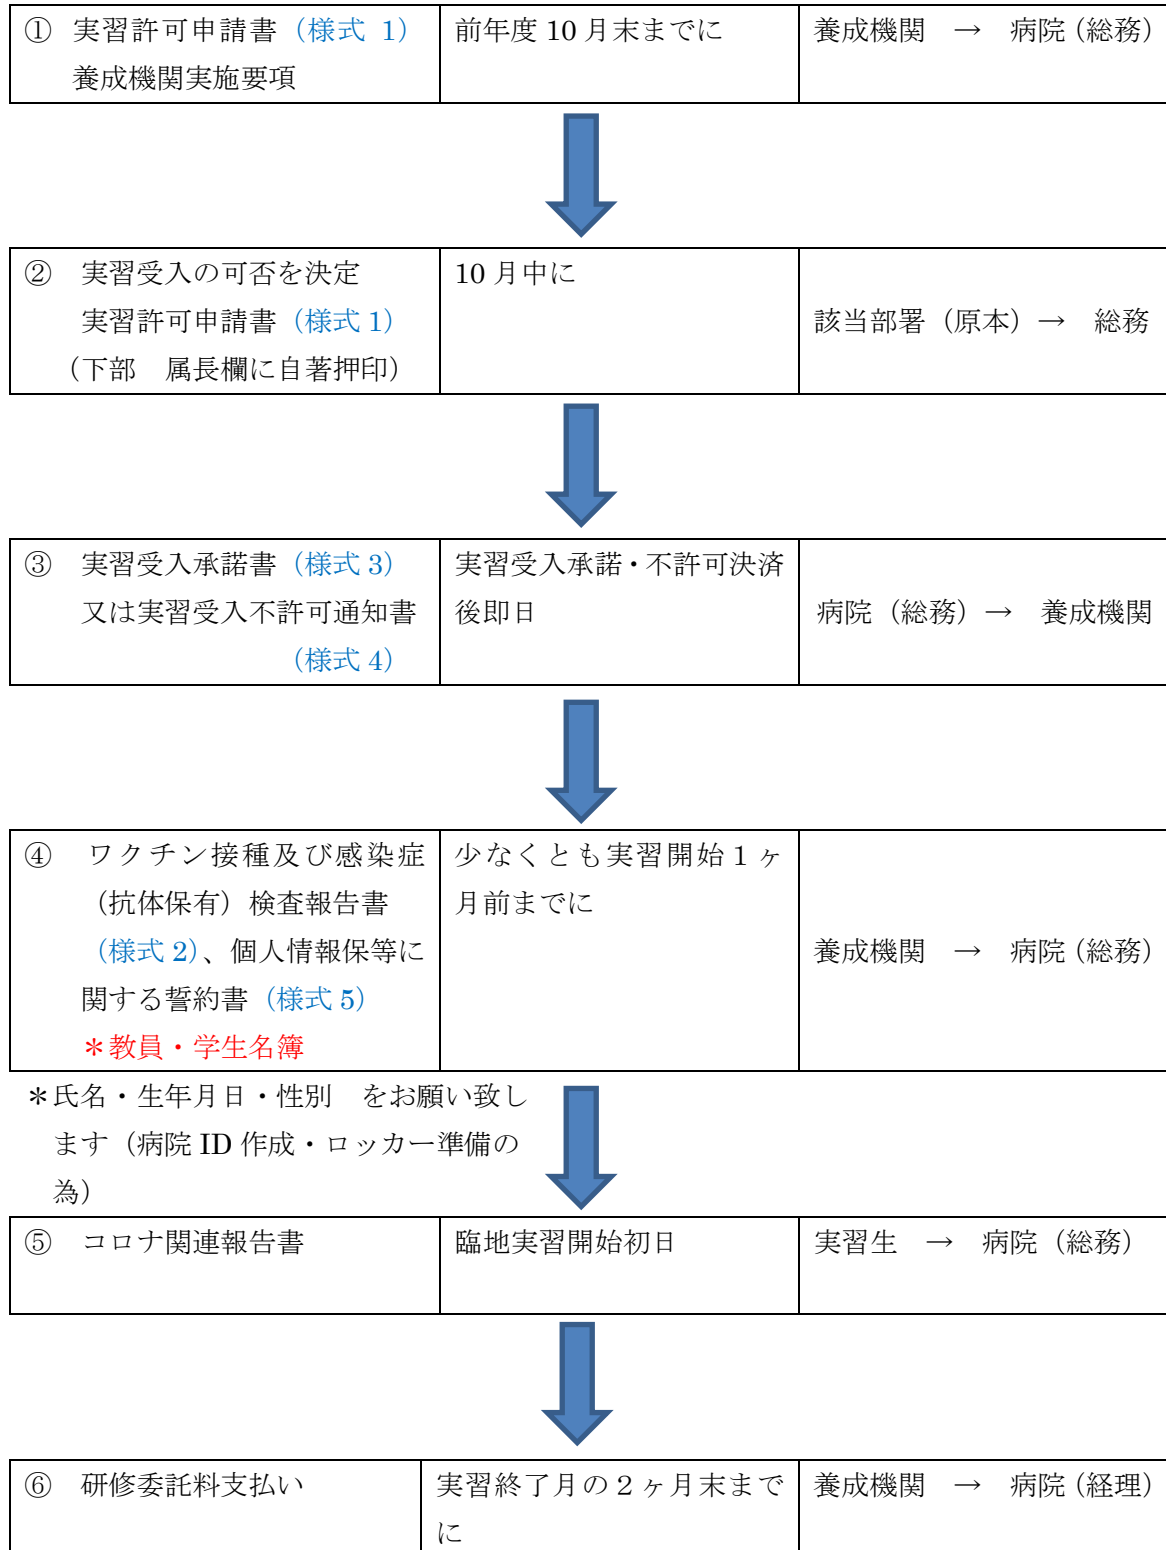 ① 実習許可申請書（様式 1） 前年度 10 月末までに 養成機関 → 病院（総務）
養成機関実施要項
② 実習受入の可否を決定 10 月中に
実習許可申請書（様式 1）
該当部署（原本）→ 総務
（下部 属長欄に自著押印）
③ 実習受入承諾書（様式 3） 実習受入承諾・不許可決済
又は実習受入不許可通知書 後即日 病院（総務）→ 養成機関
（様式 4）
④ ワクチン接種及び感染症 少なくとも実習開始１ヶ
（抗体保有）検査報告書 月前までに
（様式 2）、個人情報保等に 養成機関 → 病院（総務）
関する誓約書（様式 5）
＊教員・学生名簿
＊氏名・生年月日・性別 をお願い致し
ます（病院 ID 作成・ロッカー準備の
為）
⑤ コロナ関連報告書 臨地実習開始初日 実習生 → 病院（総務）
⑥ 研修委託料支払い 実習終了月の２ヶ月末まで 養成機関 → 病院（経理）
に